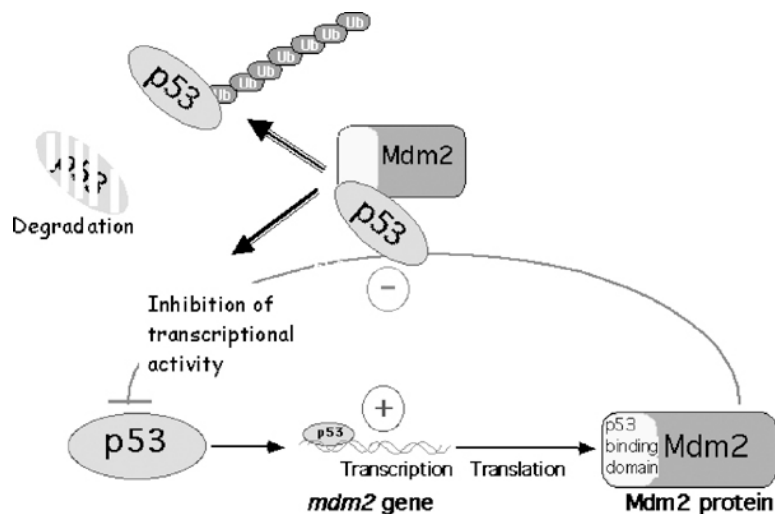 Ub
Ub
Ub
Ub
Ub
Ub
Ub
p53
Mdm2
p53
p53
Degradation
−
Inhibition of
transcriptional
activity
+
p53
p53
Transcription
Translation
mdm2 gene
p53
binding
domain
Mdm2
Mdm2 protein